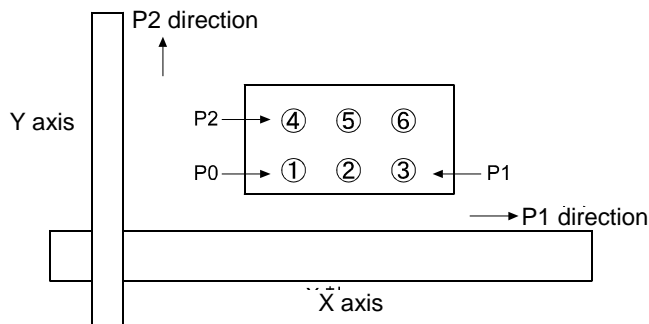 P2 direction
Y axis
P2 ④ ⑤ ⑥
P0 ① ② ③ P1
P1 direction
X axis